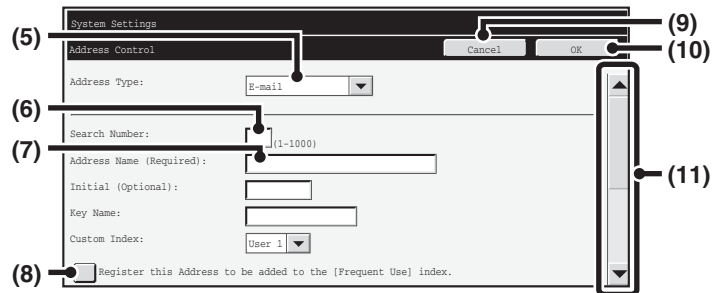 System Settings
(9)
(5)
Address Control
Cancel
OK
(10)
Address Type:
E-mail
(6)
Search Number:
(1-1000)
(7)
Address Name (Required):
(11)
Initial (Optional):
Key Name:
Custom Index:
User 1
(8)
Register this Address to be added to the [Frequent Use] index.